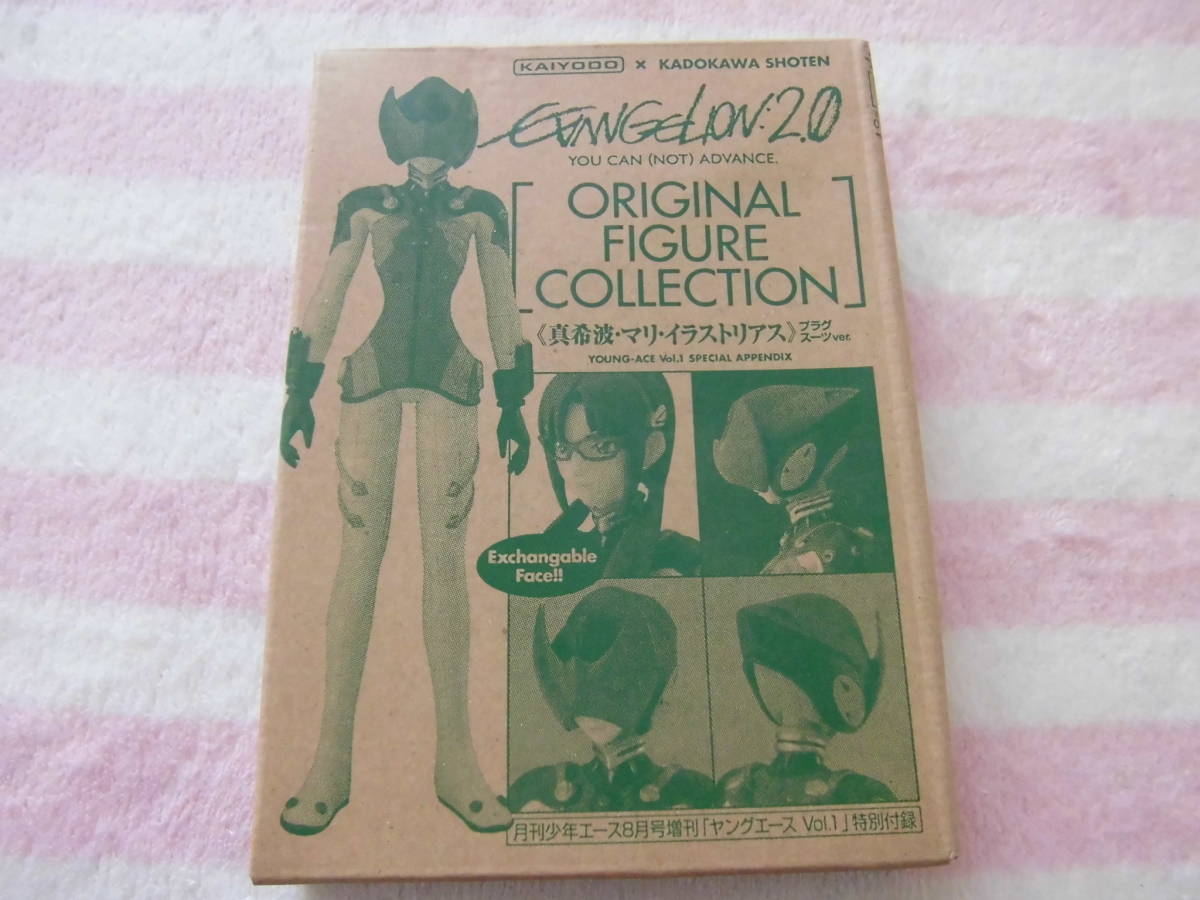 KAIYODO × KADOKAWA SHOTEN
EVANGELION:2.0
YOU CAN (NOT) ADVANCE.
ORIGINAL
FIGURE
COLLECTION
《真希波・マリ・イラストリアス》プラグスーツver.
YOUNG-ACE Vol.1 SPECIAL APPENDIX
Exchangable
Face!!
月刊少年エース8月号増刊「ヤングエース Vol.1」特別付録